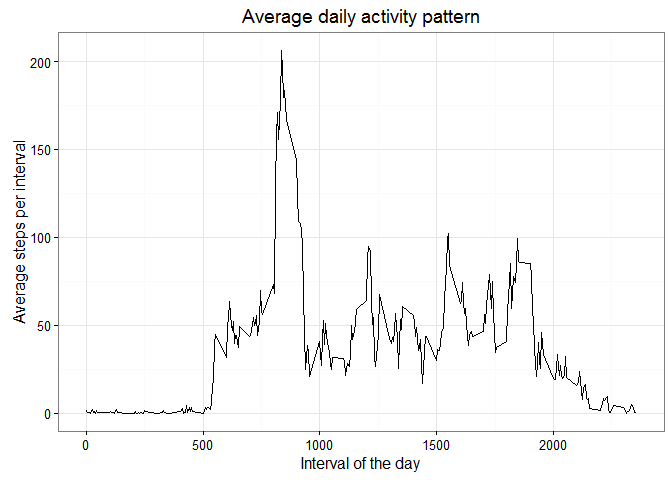 Average daily activity pattern
Average steps per interval
200
150
100
50
0
0 500 1000 1500 2000
Interval of the day